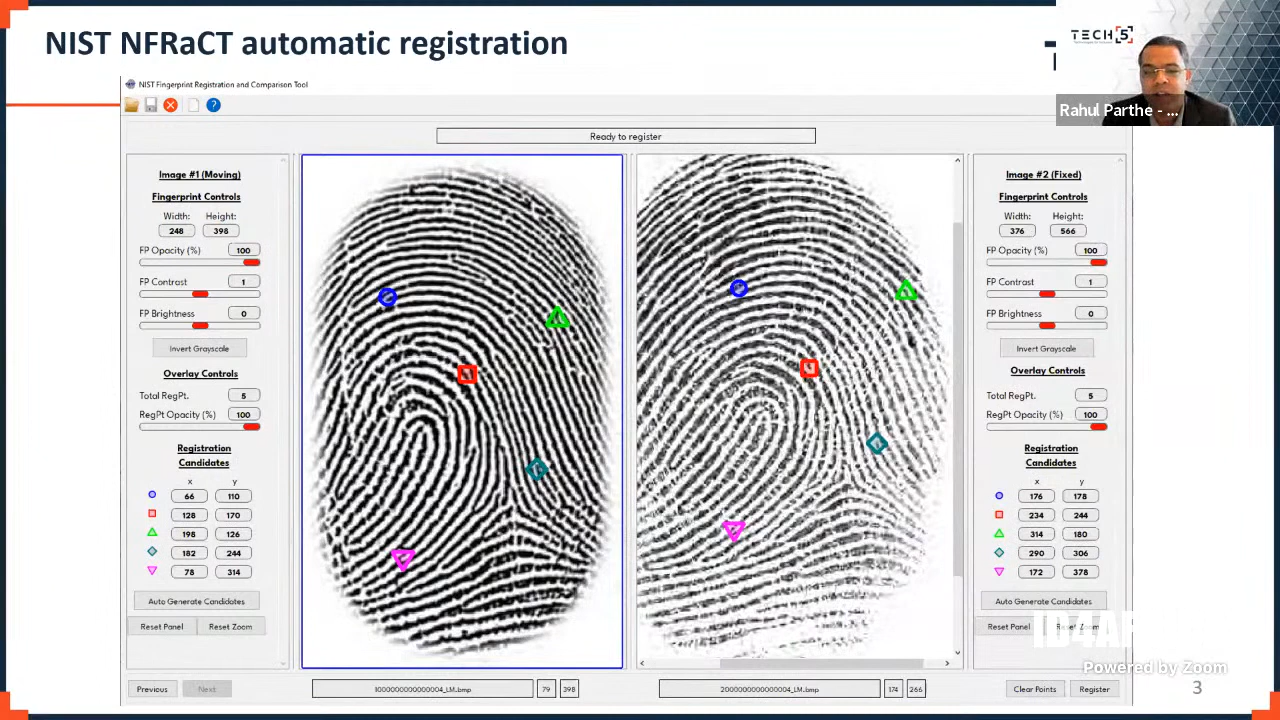 NIST NFRaCT automatic registration
TECH5
Rahul Parthe - ...
NIST Fingerprint Registration and Comparison Tool
Ready to register
Image #1 (Moving)
Fingerprint Controls
Width: Height:
248 398
FP Opacity (%) 100
FP Contrast 1
FP Brightness 0
Invert Grayscale
Overlay Controls
Total RegPt. 5
RegPt Opacity (%) 100
Registration
Candidates
x y
66 110
128 170
198 126
182 244
78 314
Auto Generate Candidates
Reset Panel Reset Zoom
Image #2 (Fixed)
Fingerprint Controls
Width: Height:
376 566
FP Opacity (%) 100
FP Contrast 1
FP Brightness 0
Invert Grayscale
Overlay Controls
Total RegPt. 5
RegPt Opacity (%) 100
Registration
Candidates
x y
176 178
234 244
314 180
290 306
172 378
Auto Generate Candidates
Reset Panel Reset Zoom
Previous Next 79 398 174 266 Clear Points Register
Powered by Zoom
3